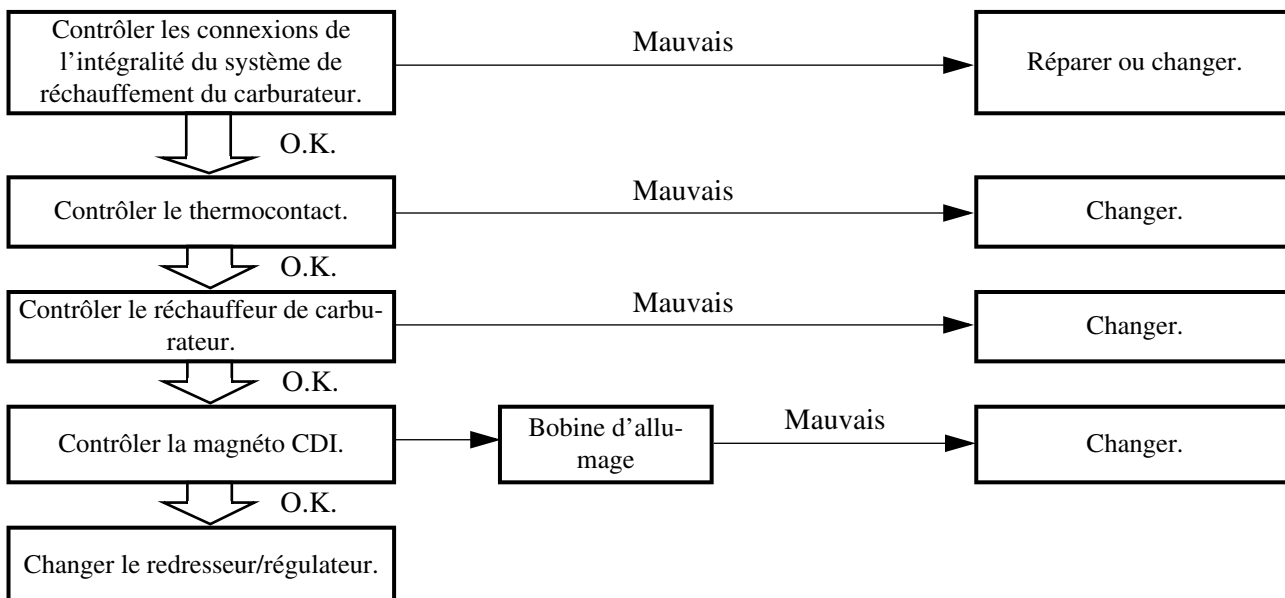 Contrôler les connexions de
l'intégralité du système de
réchauffement du carburateur.
Mauvais
Réparer ou changer.
O.K.
Contrôler le thermocontact.
Mauvais
Changer.
O.K.
Contrôler le réchauffeur de carbu-
rateur.
Mauvais
Changer.
O.K.
Contrôler la magnéto CDI.
Bobine d'allu-
mage
Mauvais
Changer.
O.K.
Changer le redresseur/régulateur.